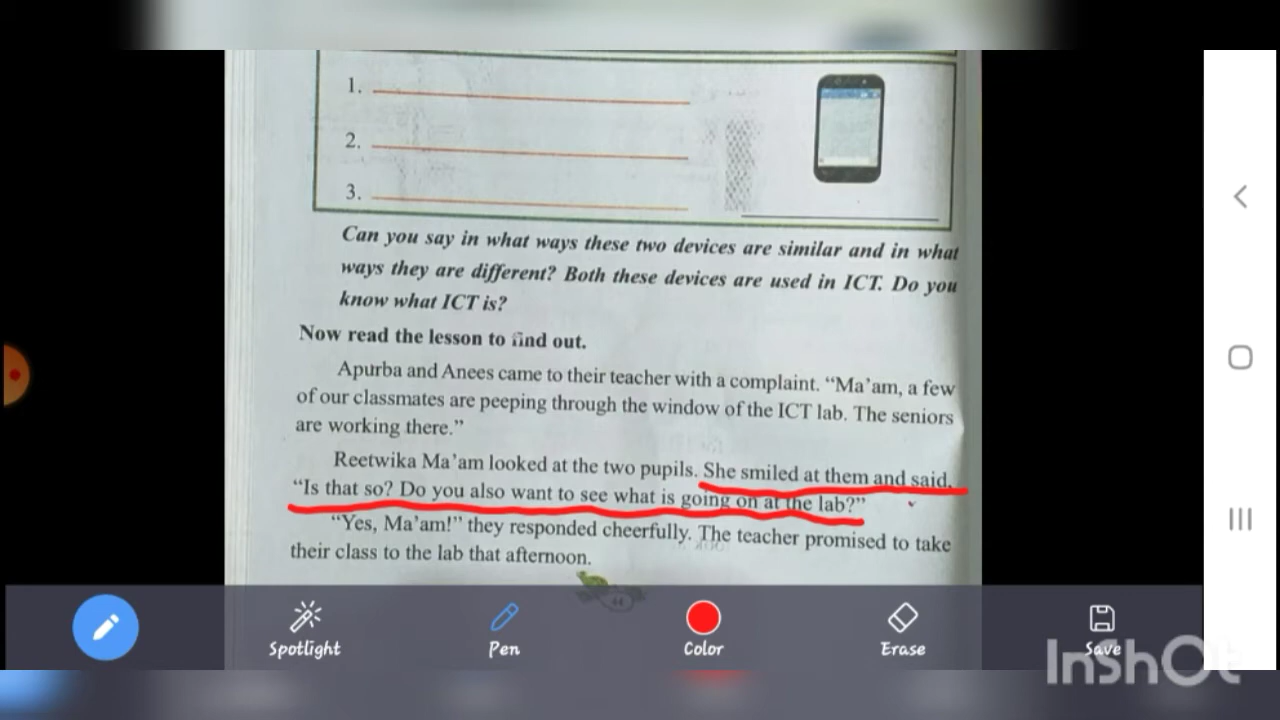 1.
2.
3.
Can you say in what ways these two devices are similar and in what
ways they are different? Both these devices are used in ICT. Do you
know what ICT is?
Now read the lesson to find out.
Apurba and Anees came to their teacher with a complaint. “Ma’am, a few
of our classmates are peeping through the window of the ICT lab. The seniors
are working there.”
Reetwika Ma’am looked at the two pupils. She smiled at them and said,
“Is that so? Do you also want to see what is going on at the lab?”
“Yes, Ma’am!” they responded cheerfully. The teacher promised to take
their class to the lab that afternoon.
Spotlight Pen Color Erase Save
InShOt